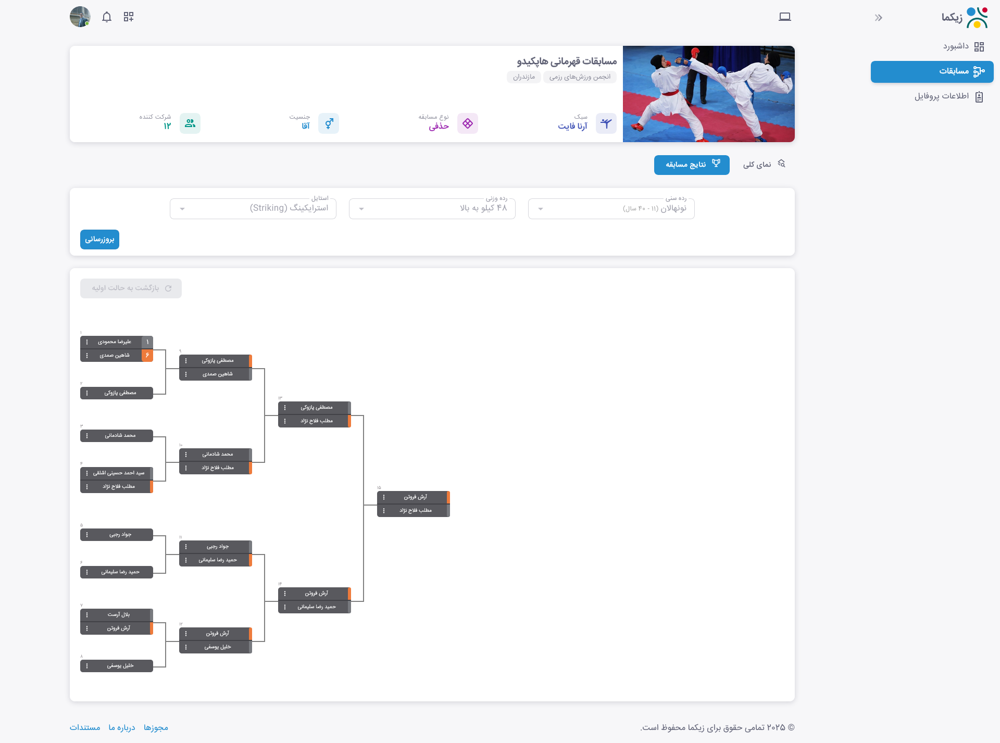 زیکما
داشبورد
مسابقات
اطلاعات پروفایل
مسابقات قهرمانی هاپکیدو
انجمن ورزش‌های رزمی
مازندران
سبک
آرنا فایت
نوع مسابقه
حذفی
جنسیت
آقا
شرکت کننده
۱۲
نمای کلی
نتایج مسابقه
رده سنی
نونهالان (۱۱ - ۴۰ سال)
رده وزنی
۴۸ کیلو به بالا
استایل
استرایکینگ (Striking)
بروزرسانی
بازگشت به حالت اولیه
۱
علیرضا محمودی ۱
شاهین صمدی ۶
۲
مصطفی پازوکی
۳
محمد شادمانی
۴
سید احمد حسینی اشلقی
مطلب فلاح نژاد
۵
جواد رجبی
۶
حمید رضا سلیمانی
۷
بلال آرست
آرش فروتن
۸
خلیل یوسفی
۹
مصطفی پازوکی
شاهین صمدی
۱۰
محمد شادمانی
مطلب فلاح نژاد
۱۱
جواد رجبی
حمید رضا سلیمانی
۱۲
آرش فروتن
خلیل یوسفی
۱۳
مصطفی پازوکی
مطلب فلاح نژاد
۱۴
آرش فروتن
حمید رضا سلیمانی
۱۵
آرش فروتن
مطلب فلاح نژاد
© ۲۰۲۵ تمامی حقوق برای زیکما محفوظ است.
مجوزها
درباره ما
مستندات